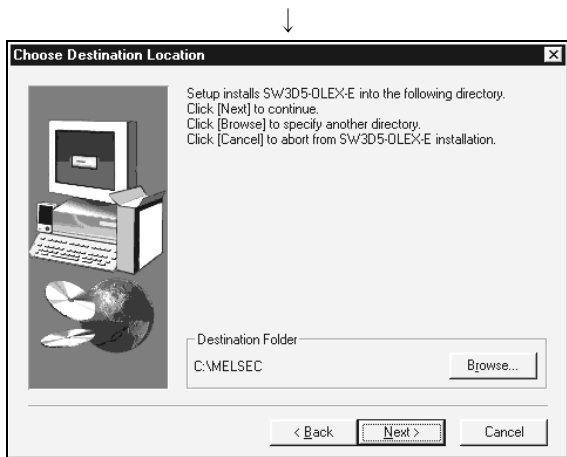 ↓
Choose Destination Location
Setup installs SW3D5-OLEX-E into the following directory.
Click [Next] to continue.
Click [Browse] to specify another directory.
Click [Cancel] to abort from SW3D5-OLEX-E installation.
Destination Folder
C:\MELSEC
Browse...
< Back
Next >
Cancel